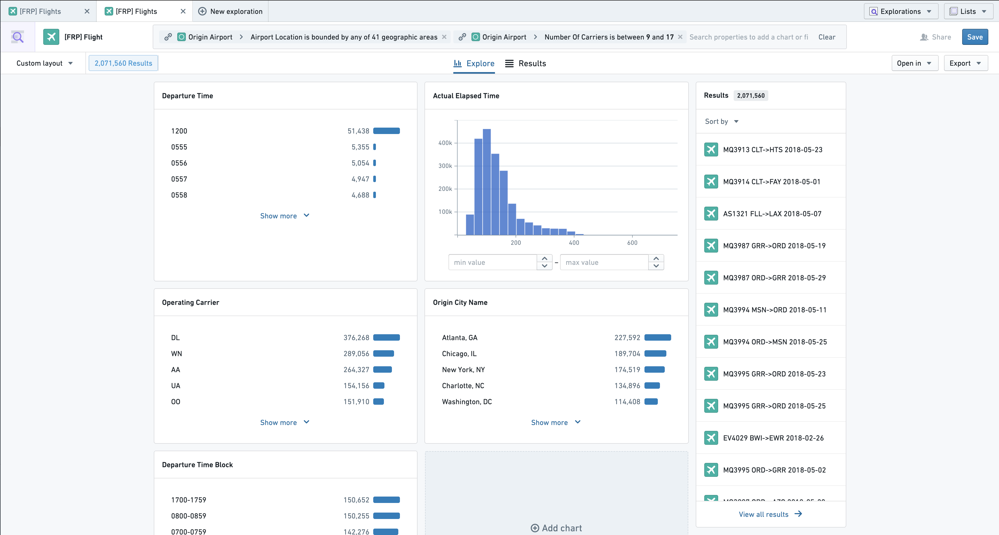 [FRP] Flights
[FRP] Flights
New exploration
Explorations
Lists
[FRP] Flight
Origin Airport > Airport Location is bounded by any of 41 geographic areas
Origin Airport > Number Of Carriers is between 9 and 17
Search properties to add a chart or fi
Clear
Share
Save
Custom layout
2,071,560 Results
Explore
Results
Open in
Export
Departure Time
1200 51,438
0555 5,355
0556 5,054
0557 4,947
0558 4,688
Show more
Actual Elapsed Time
400k
300k
200k
100k
200 400 600
min value – max value
Operating Carrier
DL 376,268
WN 289,056
AA 264,327
UA 154,156
OO 151,910
Show more
Origin City Name
Atlanta, GA 227,592
Chicago, IL 189,704
New York, NY 174,519
Charlotte, NC 134,896
Washington, DC 114,408
Show more
Departure Time Block
1700-1759 150,652
0800-0859 150,255
0700-0759 142,276
Add chart
Results 2,071,560
Sort by
MQ3913 CLT->HTS 2018-05-23
MQ3914 CLT->FAY 2018-05-01
AS1321 FLL->LAX 2018-05-07
MQ3987 GRR->ORD 2018-05-19
MQ3987 ORD->GRR 2018-05-29
MQ3994 MSN->ORD 2018-05-11
MQ3994 ORD->MSN 2018-05-25
MQ3995 GRR->ORD 2018-05-23
MQ3995 GRR->ORD 2018-05-25
EV4029 BWI->EWR 2018-02-26
MQ3995 ORD->GRR 2018-05-02
View all results